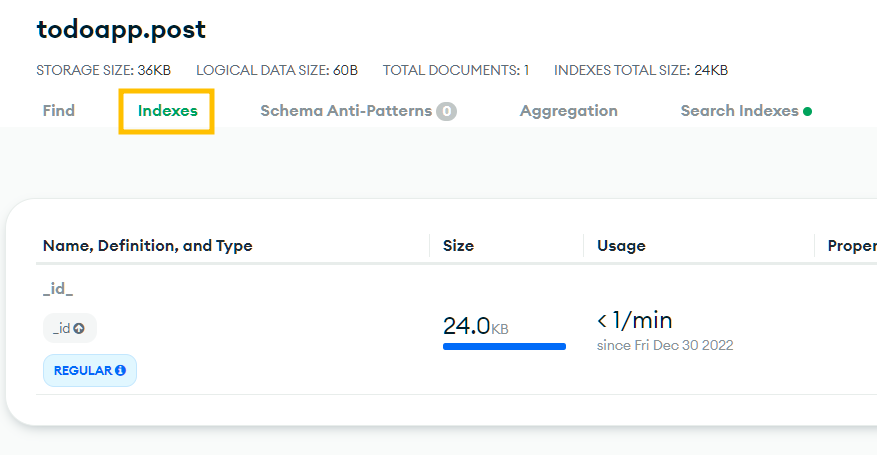 todoapp.post
STORAGE SIZE: 36KB LOGICAL DATA SIZE: 60B TOTAL DOCUMENTS: 1 INDEXES TOTAL SIZE: 24KB
Find Indexes Schema Anti-Patterns 0 Aggregation Search Indexes
Name, Definition, and Type Size Usage Proper
_id_
_id
24.0KB < 1/min
since Fri Dec 30 2022
REGULAR